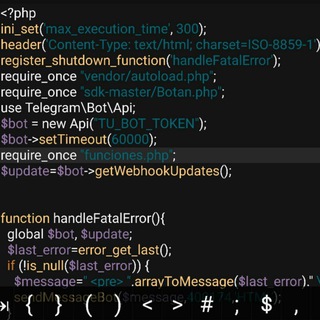 <?php
ini_set('max_execution_time', 300);
header('Content-Type: text/html; charset=ISO-8859-1')
register_shutdown_function('handleFatalError');
require_once "vendor/autoload.php";
require_once "sdk-master/Botan.php";
use Telegram\Bot\Api;
$bot = new Api("TU_BOT_TOKEN");
$bot->setTimeout(60000);
require_once "funciones.php";
$update=$bot->getWebhookUpdates();
function handleFatalError(){
global $bot, $update;
$last_error=error_get_last();
if (!is_null($last_error)) {
$message=" <pre> ".arrayToMessage($last_error)."
sendMessageBot($message,
{ } ( ) < > # ; $ ,